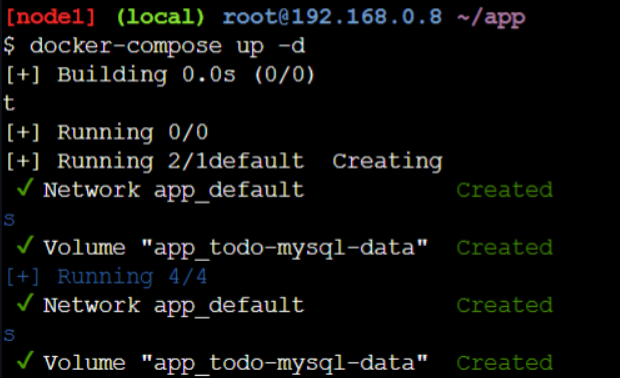 [node1] (local) root@192.168.0.8 ~/app
$ docker-compose up -d
[+] Building 0.0s (0/0)
t
[+] Running 0/0
[+] Running 2/1default  Creating
✓ Network app_default            Created
s
✓ Volume "app_todo-mysql-data"  Created
[+] Running 4/4
✓ Network app_default            Created
s
✓ Volume "app_todo-mysql-data"  Created